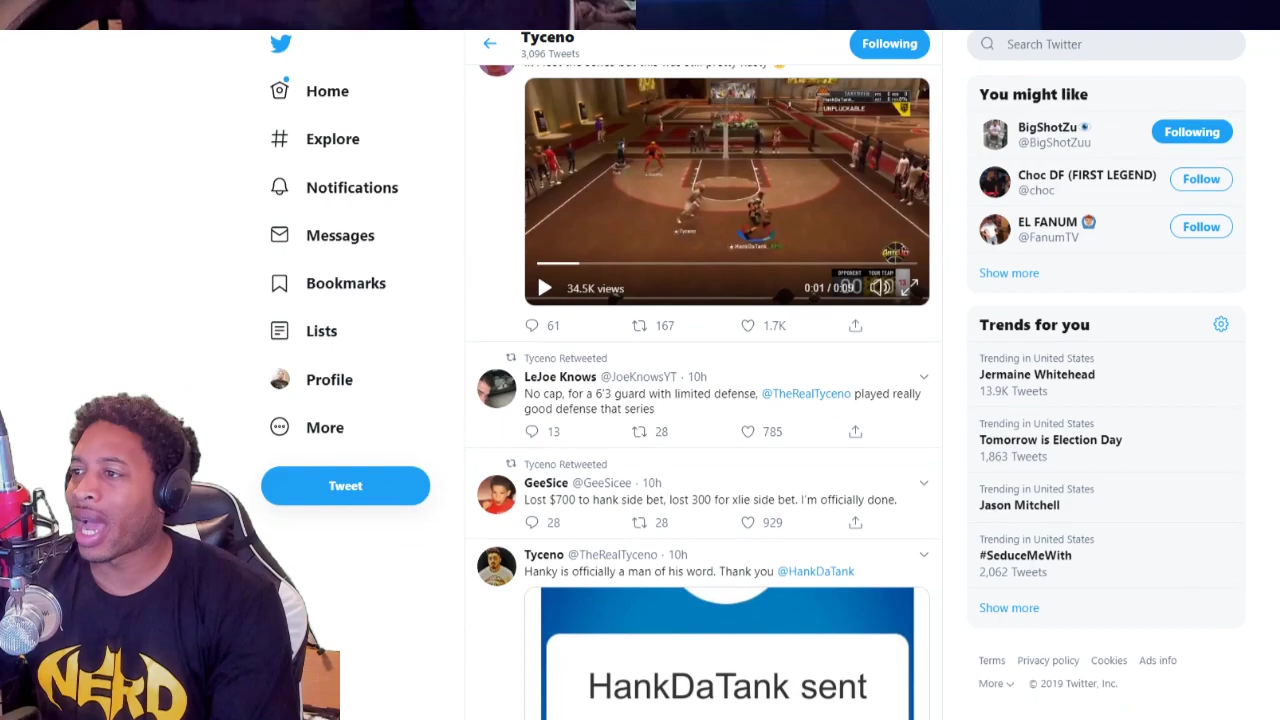 Tyceno
3,096 Tweets
Following
Search Twitter
Home
Explore
Notifications
Messages
Bookmarks
Lists
Profile
More
Tweet
UNPLUCKABLE
Tyceno
HankDaTank
OPPONENT YOUR TEAM
34.5K views
0:01 / 0:09
61 167 1.7K
Tyceno Retweeted
LeJoe Knows @JoeKnowsYT · 10h
No cap, for a 6'3 guard with limited defense, @TheRealTyceno played really
good defense that series
13 28 785
Tyceno Retweeted
GeeSice @GeeSicee · 10h
Lost $700 to hank side bet, lost 300 for xlie side bet. I'm officially done.
28 28 929
Tyceno @TheRealTyceno · 10h
Hanky is officially a man of his word. Thank you @HankDaTank
HankDaTank sent
You might like
BigShotZu
@BigShotZuu
Following
Choc DF (FIRST LEGEND)
@choc
Follow
EL FANUM
@FanumTV
Follow
Show more
Trends for you
Trending in United States
Jermaine Whitehead
13.9K Tweets
Trending in United States
Tomorrow is Election Day
1,863 Tweets
Trending in United States
Jason Mitchell
Trending in United States
#SeduceMeWith
2,062 Tweets
Show more
Terms Privacy policy Cookies Ads info
More © 2019 Twitter, Inc.
NERD